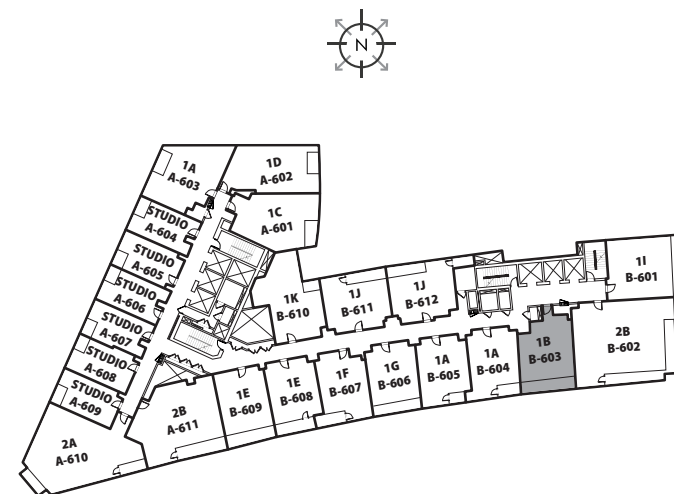 N
1D
A-602
1A
A-603
1C
A-601
STUDIO
A-604
STUDIO
A-605
STUDIO
A-606
STUDIO
A-607
STUDIO
A-608
STUDIO
A-609
2A
A-610
2B
A-611
1K
B-610
1J
B-611
1J
B-612
1I
B-601
2B
B-602
1B
B-603
1A
B-604
1A
B-605
1G
B-606
1F
B-607
1E
B-608
1E
B-609